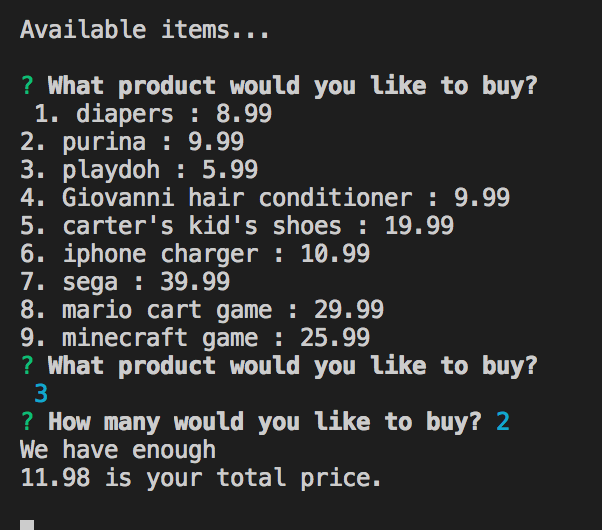 Available items...
? What product would you like to buy?
1. diapers : 8.99
2. purina : 9.99
3. playdoh : 5.99
4. Giovanni hair conditioner : 9.99
5. carter's kid's shoes : 19.99
6. iphone charger : 10.99
7. sega : 39.99
8. mario cart game : 29.99
9. minecraft game : 25.99
? What product would you like to buy?
3
? How many would you like to buy? 2
We have enough
11.98 is your total price.